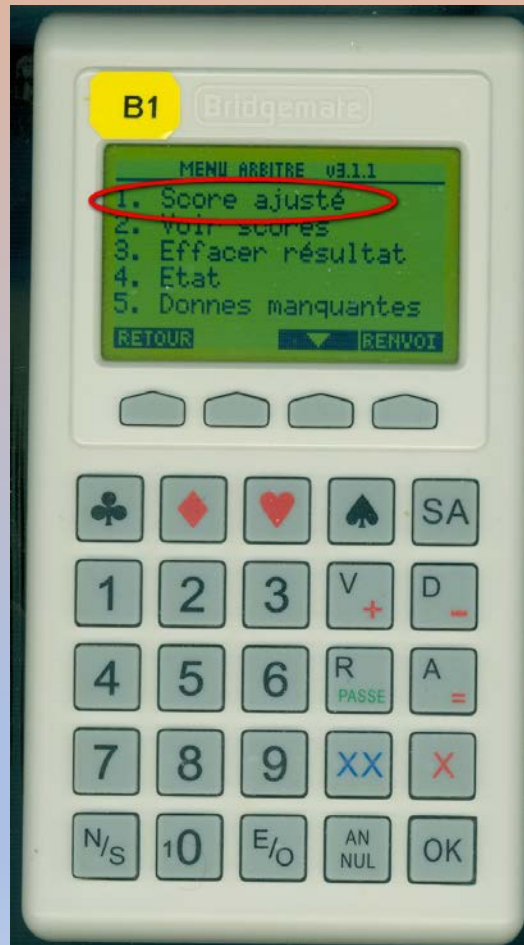 B1 Bridgemate
MENU ARBITRE v3.1.1
1. Score ajusté
2. Voir scores
3. Effacer résultat
4. Etat
5. Donnes manquantes
RETOUR RENVOI
♣ ♦ ♥ ♠ SA
1 2 3 V + D -
4 5 6 R PASSE A =
7 8 9 XX X
N/S 10 E/O AN NUL OK